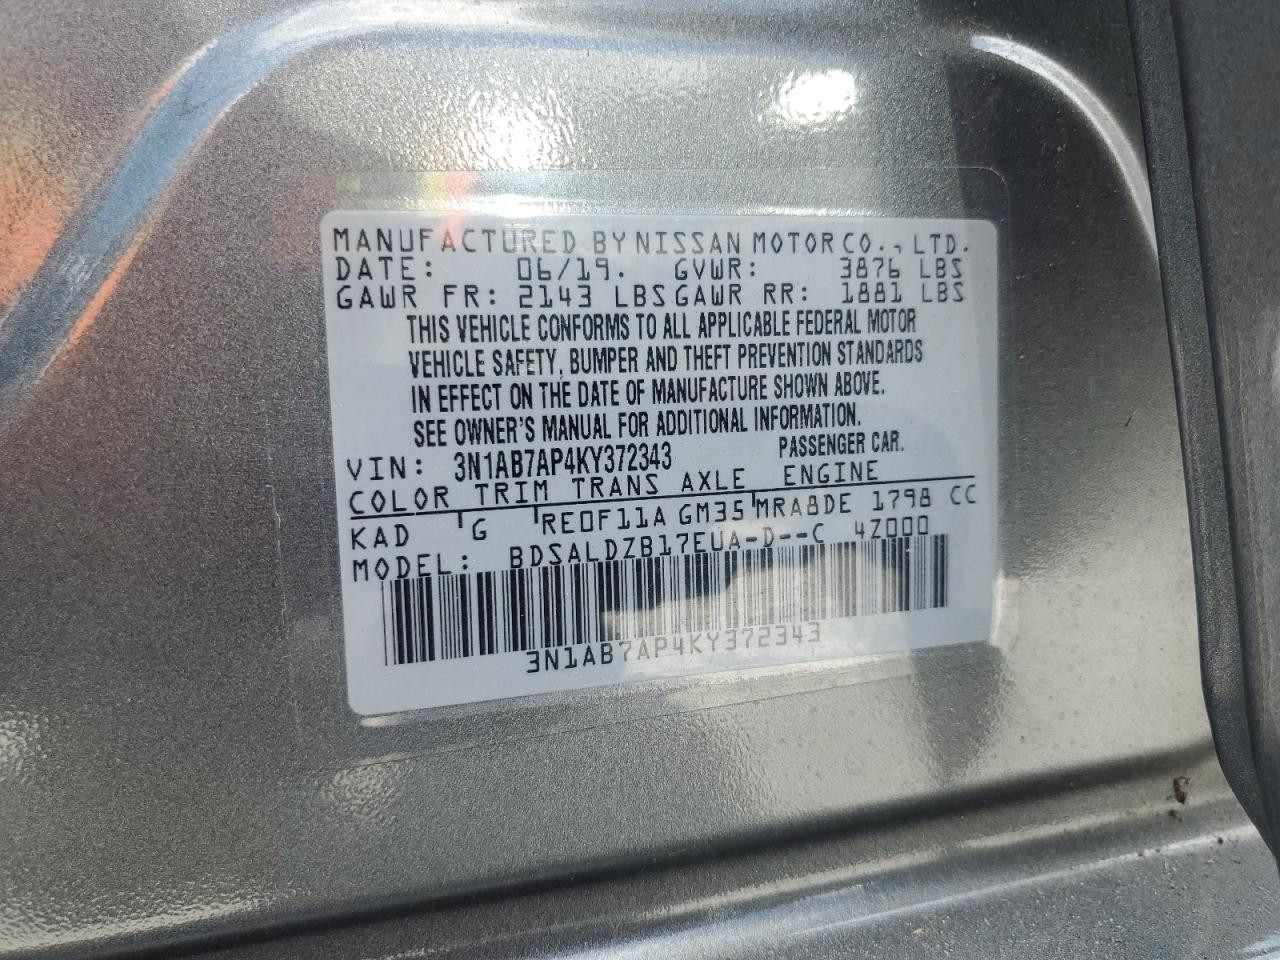 MANUFACTURED BY NISSAN MOTOR CO., LTD.
DATE: 06/19. GVWR: 3876 LBS
GAWR FR: 2143 LBS GAWR RR: 1881 LBS
THIS VEHICLE CONFORMS TO ALL APPLICABLE FEDERAL MOTOR
VEHICLE SAFETY, BUMPER AND THEFT PREVENTION STANDARDS
IN EFFECT ON THE DATE OF MANUFACTURE SHOWN ABOVE.
SEE OWNER'S MANUAL FOR ADDITIONAL INFORMATION.
VIN: 3N1AB7AP4KY372343 PASSENGER CAR.
COLOR TRIM TRANS AXLE ENGINE
KAD G RE0F11A GM35 MRA8DE 1798 CC
MODEL: BDSALDZB17EUA-D--C 4Z000
3N1AB7AP4KY372343